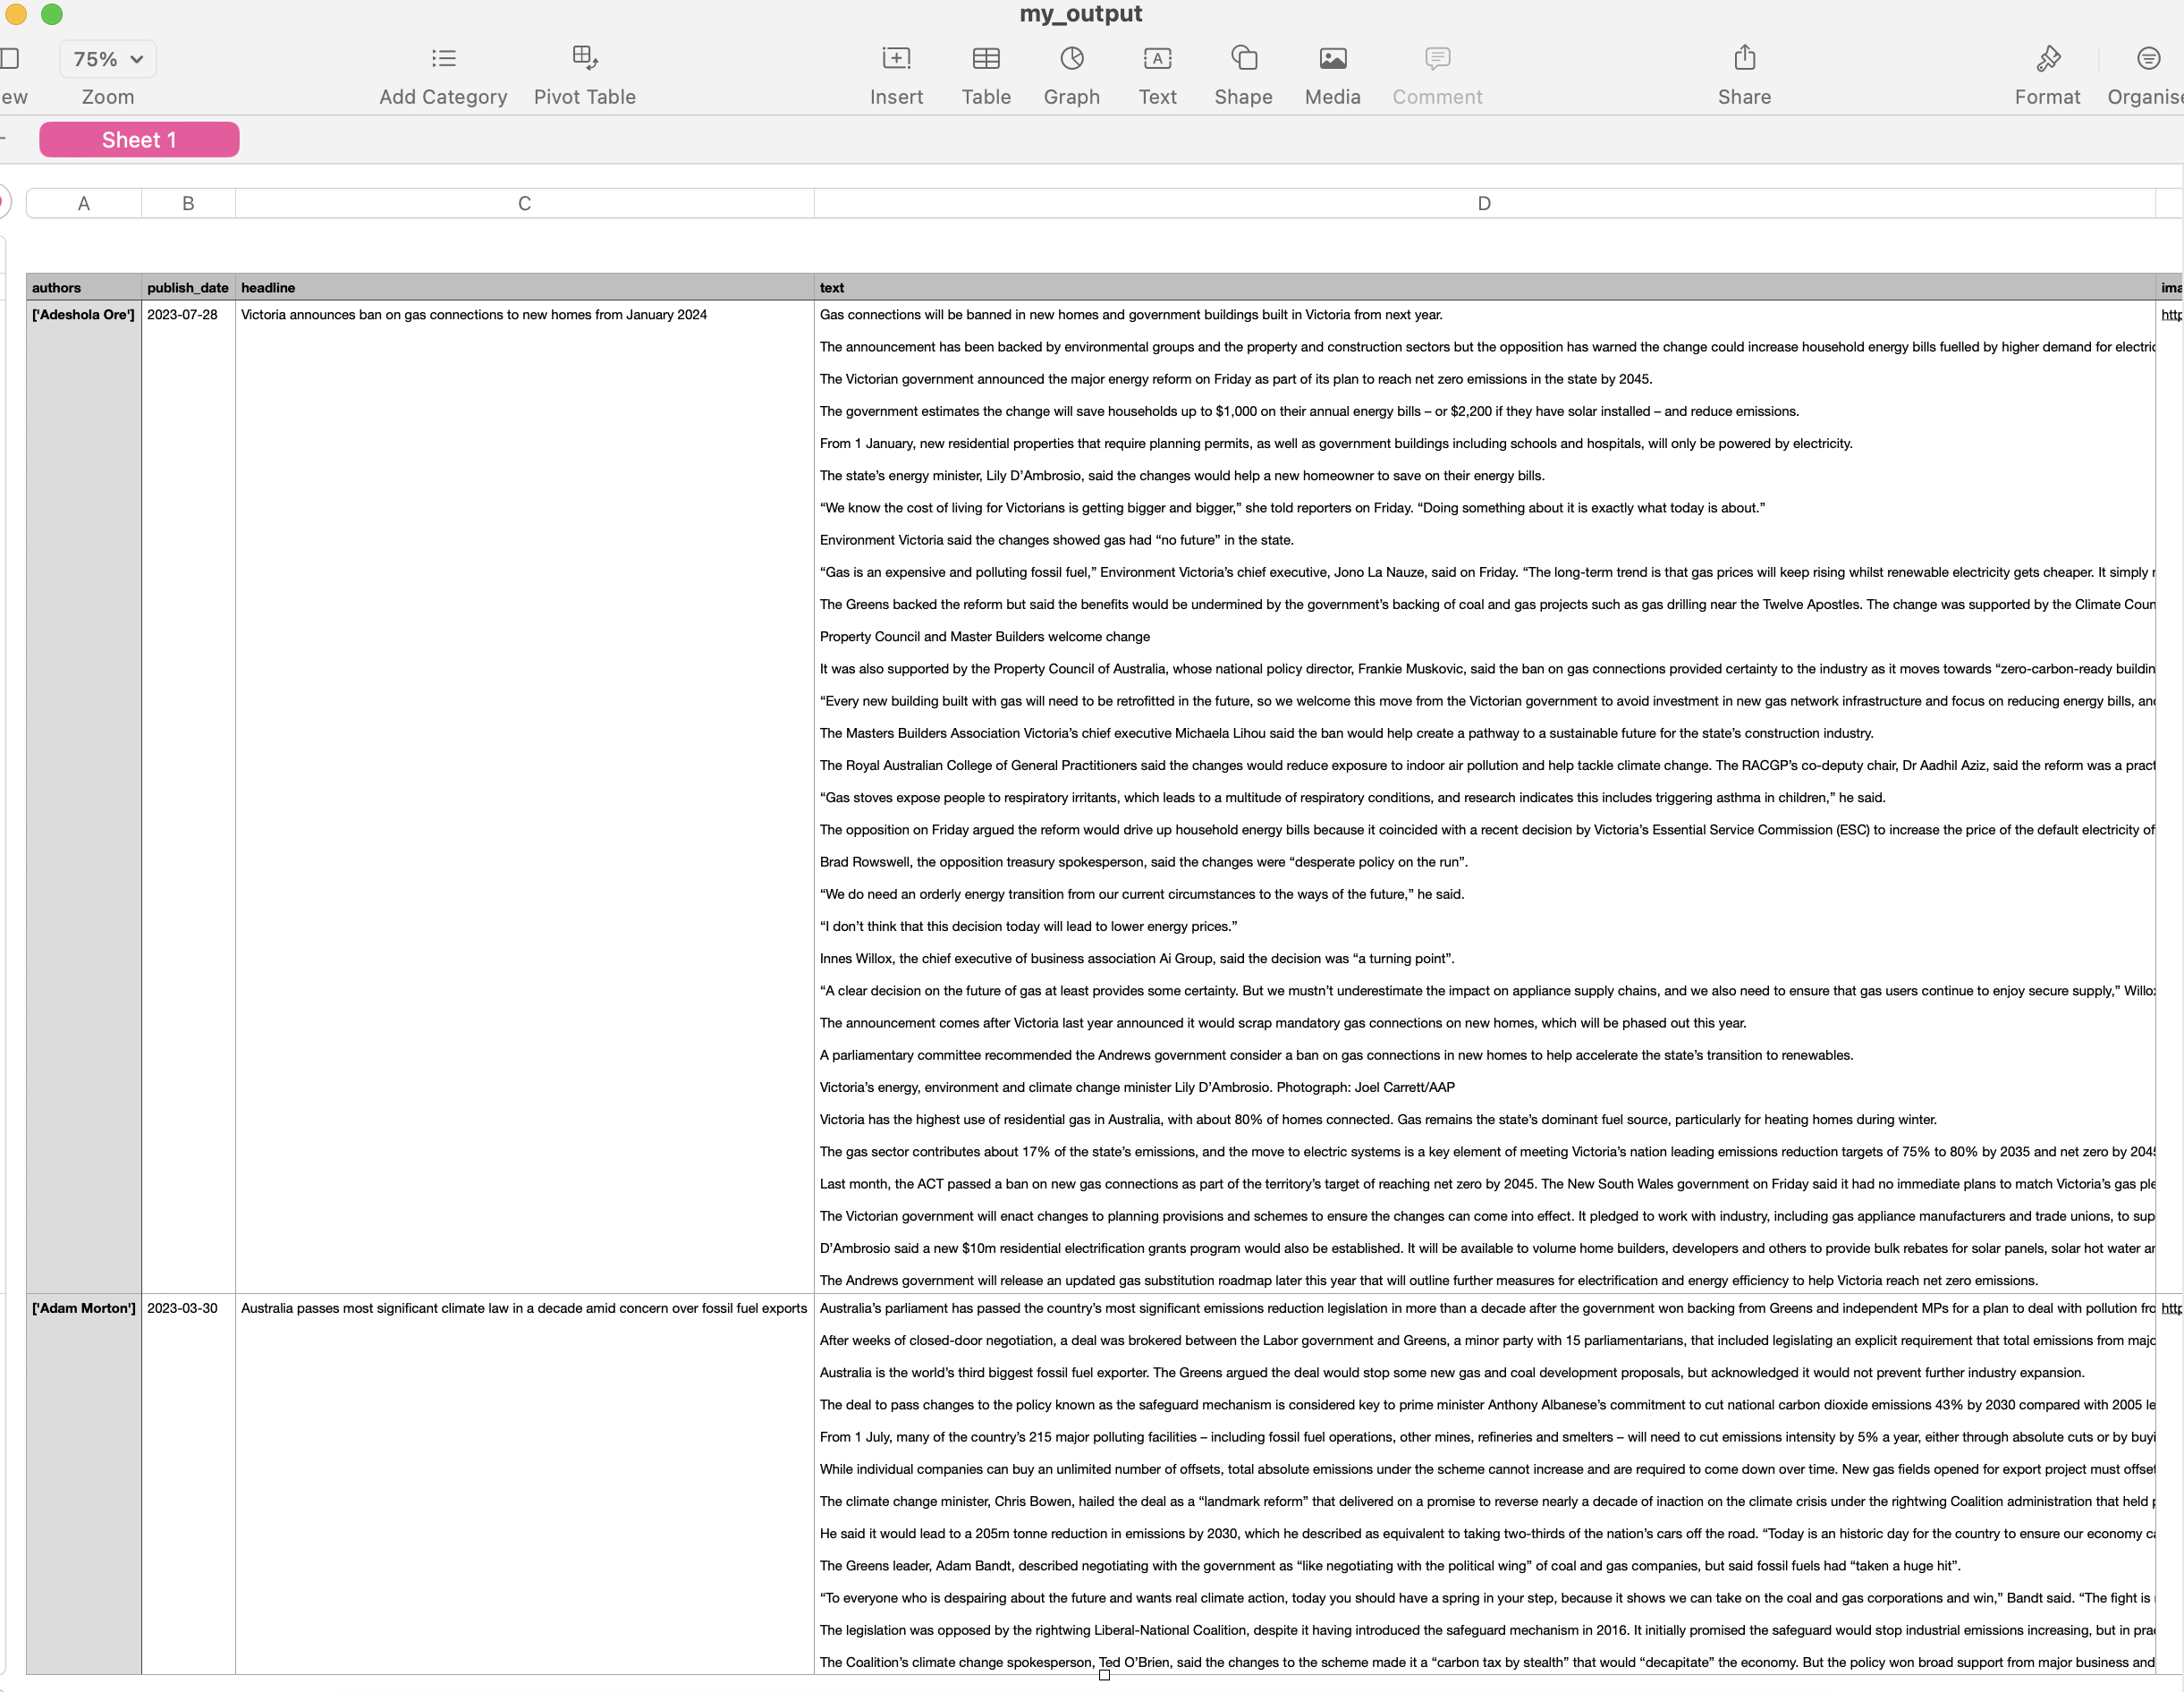 my_output
75%
Zoom
Add Category
Pivot Table
Insert
Table
Graph
Text
Shape
Media
Comment
Share
Format
Sheet 1
A B C D
authors publish_date headline text
['Adeshola Ore'] 2023-07-28 Victoria announces ban on gas connections to new homes from January 2024 Gas connections will be banned in new homes and government buildings built in Victoria from next year.
The announcement has been backed by environmental groups and the property and construction sectors but the opposition has warned the change could increase household energy bills fuelled by higher demand for
The Victorian government announced the major energy reform on Friday as part of its plan to reach net zero emissions in the state by 2045.
The government estimates the change will save households up to $1,000 on their annual energy bills – or $2,200 if they have solar installed – and reduce emissions.
From 1 January, new residential properties that require planning permits, as well as government buildings including schools and hospitals, will only be powered by electricity.
The state’s energy minister, Lily D’Ambrosio, said the changes would help a new homeowner to save on their energy bills.
“We know the cost of living for Victorians is getting bigger and bigger,” she told reporters on Friday. “Doing something about it is exactly what today is about.”
Environment Victoria said the changes showed gas had “no future” in the state.
“Gas is an expensive and polluting fossil fuel,” Environment Victoria’s chief executive, Jono La Nauze, said on Friday. “The long-term trend is that gas prices will keep rising whilst renewable electricity gets cheaper. It simply
The Greens backed the reform but said the benefits would be undermined by the government’s backing of coal and gas projects such as gas drilling near the Twelve Apostles. The change was supported by the Climate
Property Council and Master Builders welcome change
It was also supported by the Property Council of Australia, whose national policy director, Frankie Muskovic, said the ban on gas connections provided certainty to the industry as it moves towards “zero-carbon-ready
“Every new building built with gas will need to be retrofitted in the future, so we welcome this move from the Victorian government to avoid investment in new gas network infrastructure and focus on reducing energy bills,
The Masters Builders Association Victoria’s chief executive Michaela Lihou said the ban would help create a pathway to a sustainable future for the state’s construction industry.
The Royal Australian College of General Practitioners said the changes would reduce exposure to indoor air pollution and help tackle climate change. The RACGP’s co-deputy chair, Dr Aadhil Aziz, said the reform was a
“Gas stoves expose people to respiratory irritants, which leads to a multitude of respiratory conditions, and research indicates this includes triggering asthma in children,” he said.
The opposition on Friday argued the reform would drive up household energy bills because it coincided with a recent decision by Victoria’s Essential Service Commission (ESC) to increase the price of the default electricity
Brad Rowswell, the opposition treasury spokesperson, said the changes were “desperate policy on the run”.
“We do need an orderly energy transition from our current circumstances to the ways of the future,” he said.
“I don’t think that this decision today will lead to lower energy prices.”
Innes Willox, the chief executive of business association Ai Group, said the decision was “a turning point”.
“A clear decision on the future of gas at least provides some certainty. But we mustn’t underestimate the impact on appliance supply chains, and we also need to ensure that gas users continue to enjoy secure supply,”
The announcement comes after Victoria last year announced it would scrap mandatory gas connections on new homes, which will be phased out this year.
A parliamentary committee recommended the Andrews government consider a ban on gas connections in new homes to help accelerate the state’s transition to renewables.
Victoria’s energy, environment and climate change minister Lily D’Ambrosio. Photograph: Joel Carrett/AAP
Victoria has the highest use of residential gas in Australia, with about 80% of homes connected. Gas remains the state’s dominant fuel source, particularly for heating homes during winter.
The gas sector contributes about 17% of the state’s emissions, and the move to electric systems is a key element of meeting Victoria’s nation leading emissions reduction targets of 75% to 80% by 2035 and net zero by
Last month, the ACT passed a ban on new gas connections as part of the territory’s target of reaching net zero by 2045. The New South Wales government on Friday said it had no immediate plans to match Victoria’s gas
The Victorian government will enact changes to planning provisions and schemes to ensure the changes can come into effect. It pledged to work with industry, including gas appliance manufacturers and trade unions, to
D’Ambrosio said a new $10m residential electrification grants program would also be established. It will be available to volume home builders, developers and others to provide bulk rebates for solar panels, solar hot water
The Andrews government will release an updated gas substitution roadmap later this year that will outline further measures for electrification and energy efficiency to help Victoria reach net zero emissions.
['Adam Morton'] 2023-03-30 Australia passes most significant climate law in a decade amid concern over fossil fuel exports Australia’s parliament has passed the country’s most significant emissions reduction legislation in more than a decade after the government won backing from Greens and independent MPs for a plan to deal with pollution
After weeks of closed-door negotiation, a deal was brokered between the Labor government and Greens, a minor party with 15 parliamentarians, that included legislating an explicit requirement that total emissions from
Australia is the world’s third biggest fossil fuel exporter. The Greens argued the deal would stop some new gas and coal development proposals, but acknowledged it would not prevent further industry expansion.
The deal to pass changes to the policy known as the safeguard mechanism is considered key to prime minister Anthony Albanese’s commitment to cut national carbon dioxide emissions 43% by 2030 compared with 2005
From 1 July, many of the country’s 215 major polluting facilities – including fossil fuel operations, other mines, refineries and smelters – will need to cut emissions intensity by 5% a year, either through absolute cuts or by
While individual companies can buy an unlimited number of offsets, total absolute emissions under the scheme cannot increase and are required to come down over time. New gas fields opened for export project must
The climate change minister, Chris Bowen, hailed the deal as a “landmark reform” that delivered on a promise to reverse nearly a decade of inaction on the climate crisis under the rightwing Coalition administration that held
He said it would lead to a 205m tonne reduction in emissions by 2030, which he described as equivalent to taking two-thirds of the nation’s cars off the road. “Today is an historic day for the country to ensure our economy
The Greens leader, Adam Bandt, described negotiating with the government as “like negotiating with the political wing” of coal and gas companies, but said fossil fuels had “taken a huge hit”.
“To everyone who is despairing about the future and wants real climate action, today you should have a spring in your step, because it shows we can take on the coal and gas corporations and win,” Bandt said. “The fight is
The legislation was opposed by the rightwing Liberal-National Coalition, despite it having introduced the safeguard mechanism in 2016. It initially promised the safeguard would stop industrial emissions increasing, but in
The Coalition’s climate change spokesperson, Ted O’Brien, said the changes to the scheme made it a “carbon tax by stealth” that would “decapitate” the economy. But the policy won broad support from major business and